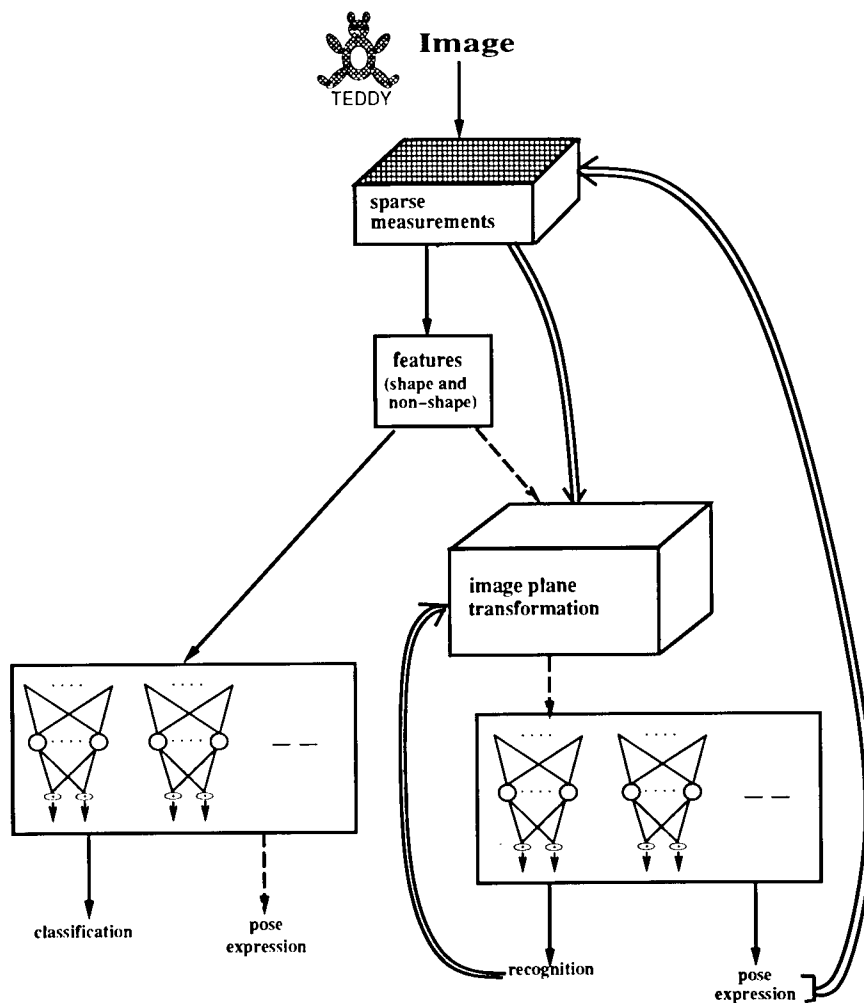 Image
TEDDY
sparse
measurements
features
(shape and
non-shape)
image plane
transformation
classification
pose
expression
recognition
pose
expression